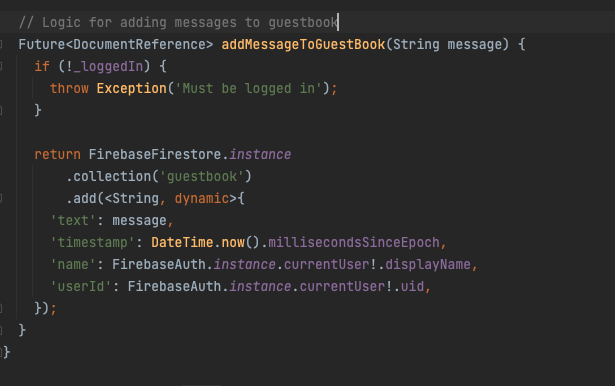 // Logic for adding messages to guestbook
Future<DocumentReference> addMessageToGuestBook(String message) {
if (!_loggedIn) {
throw Exception('Must be logged in');
}
return FirebaseFirestore.instance
.collection('guestbook')
.add(<String, dynamic>{
'text': message,
'timestamp': DateTime.now().millisecondsSinceEpoch,
'name': FirebaseAuth.instance.currentUser!.displayName,
'userId': FirebaseAuth.instance.currentUser!.uid,
});
}
}